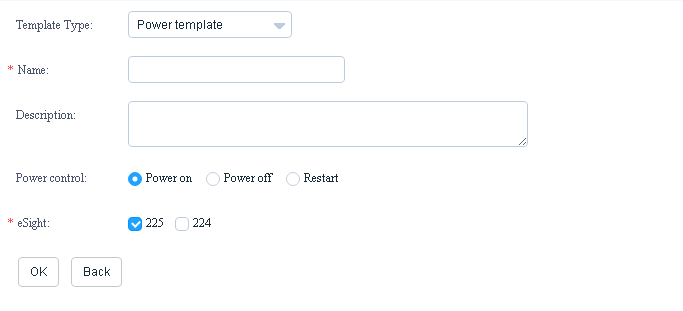 Template Type: Power template
* Name:
Description:
Power control: Power on Power off Restart
* eSight: 225 224
OK Back